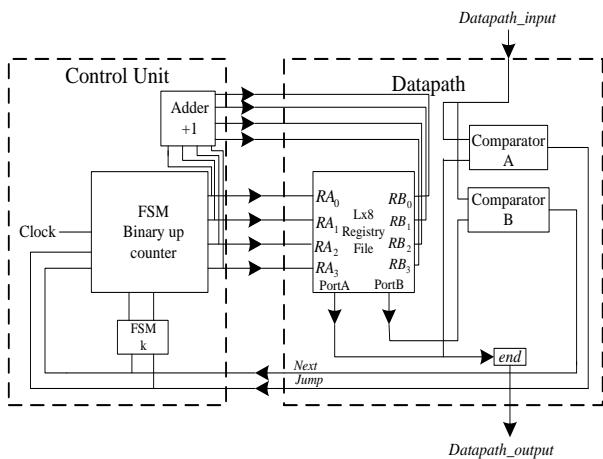 Datapath_input
Control Unit
Datapath
Adder
+1
Comparator
A
FSM
Binary up
counter
Clock
RA0
RA1
RA2
RA3
Lx8
Registry
File
RB0
RB1
RB2
RB3
PortA
PortB
Comparator
B
FSM
k
end
Next
Jump
Datapath_output